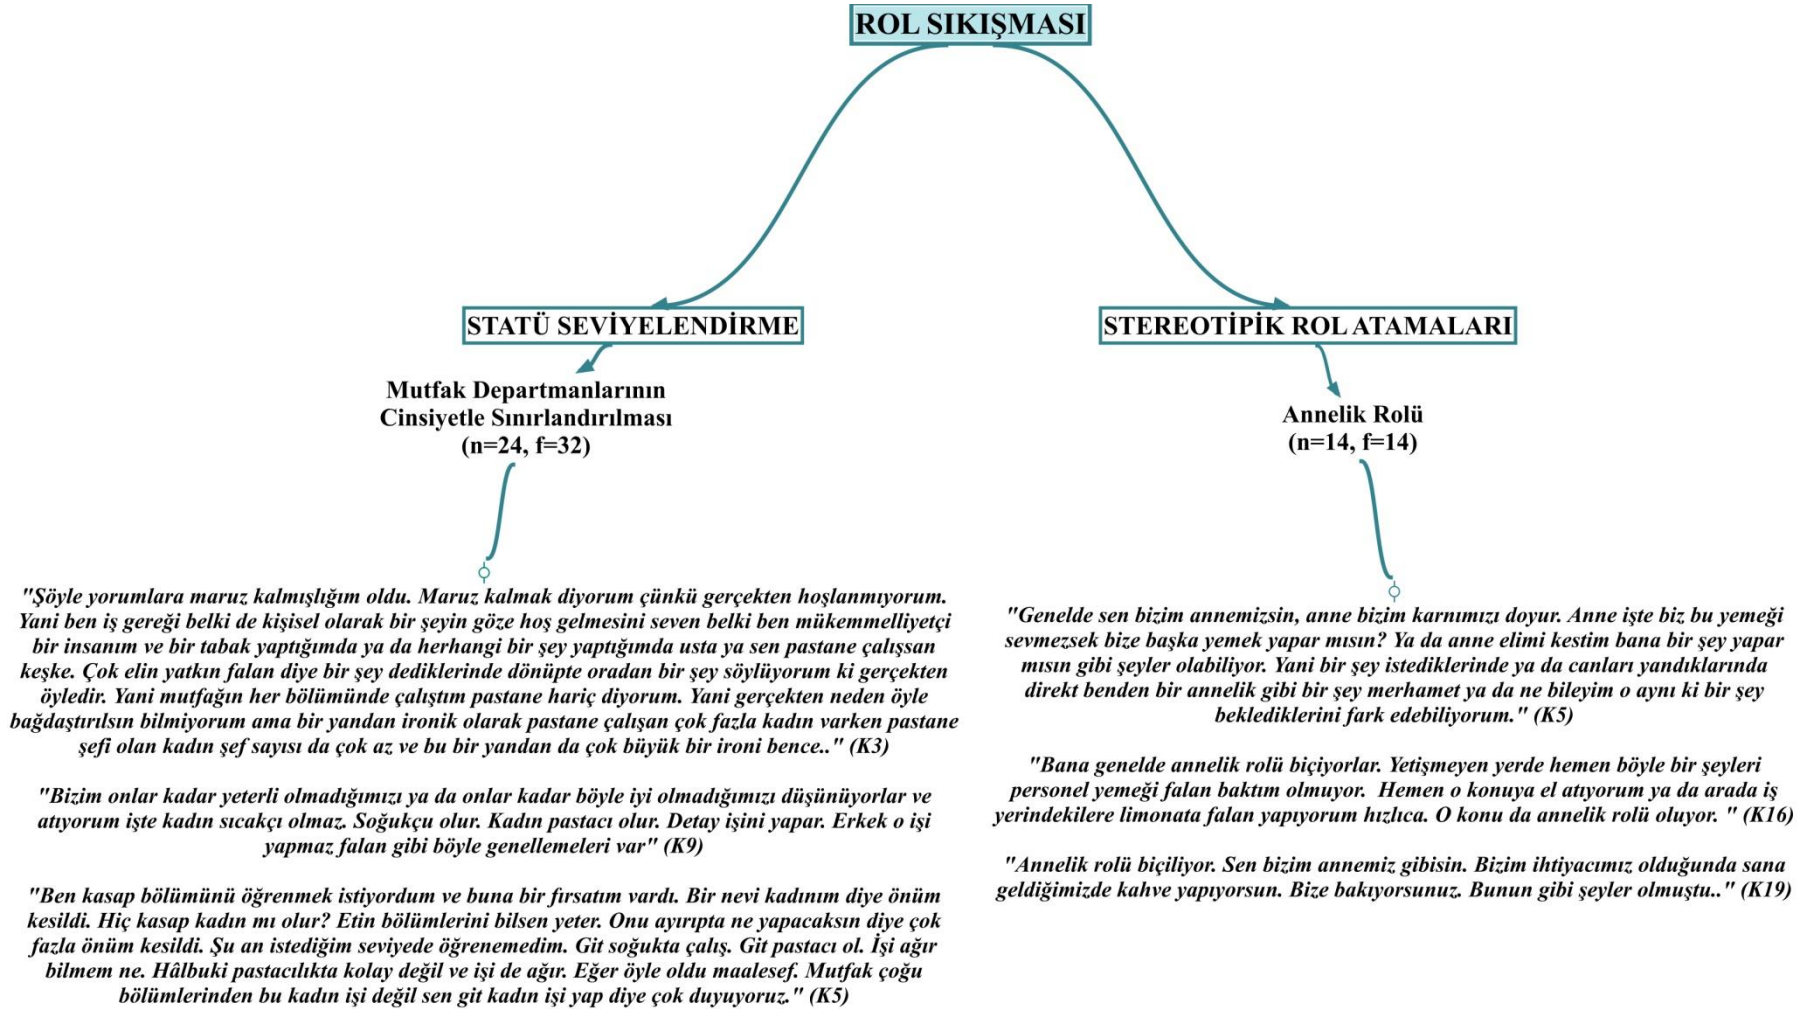 ROL SIKIŞMASI
STATÜ SEVİYELENDİRME
Mutfak Departmanlarının
Cinsiyetle Sınırlandırılması
(n=24, f=32)
"Şöyle yorumlara maruz kalmışlığım oldu. Maruz kalmak diyorum çünkü gerçekten hoşlanmıyorum.
Yani ben iş gereği belki de kişisel olarak bir şeyin göze hoş gelmesini seven belki ben mükemmelliyetçi
bir insanım ve bir tabak yaptığımda ya da herhangi bir şey yaptığımda usta ya sen pastane çalışsan
keşke. Çok elin yatkın falan diye bir şey dediklerinde dönüpte oradan bir şey söylüyorum ki gerçekten
öyledir. Yani mutfağın her bölümünde çalıştım pastane hariç diyorum. Yani gerçekten neden öyle
bağdaştırılsın bilmiyorum ama bir yandan ironik olarak pastane çalışan çok fazla kadın varken pastane
şefi olan kadın şef sayısı da çok az ve bu bir yandan da çok büyük bir ironi bence.." (K3)
"Bizim onlar kadar yeterli olmadığımızı ya da onlar kadar böyle iyi olmadığımızı düşünüyorlar ve
atıyorum işte kadın sıcakçı olmaz. Soğukçu olur. Kadın pastacı olur. Detay işini yapar. Erkek o işi
yapmaz falan gibi böyle genellemeleri var" (K9)
"Ben kasap bölümünü öğrenmek istiyordum ve buna bir fırsatım vardı. Bir nevi kadınım diye önüm
kesildi. Hiç kasap kadın mı olur? Etin bölümlerini bilsen yeter. Onu ayırıpta ne yapacaksın diye çok
fazla önüm kesildi. Şu an istediğim seviyede öğrenemedim. Git soğukta çalış. Git pastacı ol. İşi ağır
bilmem ne. Hâlbuki pastacılıkta kolay değil ve işi de ağır. Eğer öyle oldu maalesef. Mutfak çoğu
bölümlerinden bu kadın işi değil sen git kadın işi yap diye çok duyuyoruz." (K5)
STEREOTİPİK ROL ATAMALARI
Annelik Rolü
(n=14, f=14)
"Genelde sen bizim annemizsin, anne bizim karnımızı doyur. Anne işte biz bu yemeği
sevmezsek bize başka yemek yapar mısın? Ya da anne elimi kestim bana bir şey yapar
mısın gibi şeyler olabiliyor. Yani bir şey istediklerinde ya da canları yandıklarında
direkt benden bir annelik gibi bir şey merhamet ya da ne bileyim o aynı ki bir şey
beklediklerini fark edebiliyorum." (K5)
"Bana genelde annelik rolü biçiyorlar. Yetişmeyen yerde hemen böyle bir şeyleri
personel yemeği falan baktım olmuyor. Hemen o konuya el atıyorum ya da arada iş
yerindekilere limonata falan yapıyorum hızlıca. O konu da annelik rolü oluyor. " (K16)
"Annelik rolü biçiliyor. Sen bizim annemiz gibisin. Bizim ihtiyacımız olduğunda sana
geldiğimizde kahve yapıyorsun. Bize bakıyorsunuz. Bunun gibi şeyler olmuştu.." (K19)